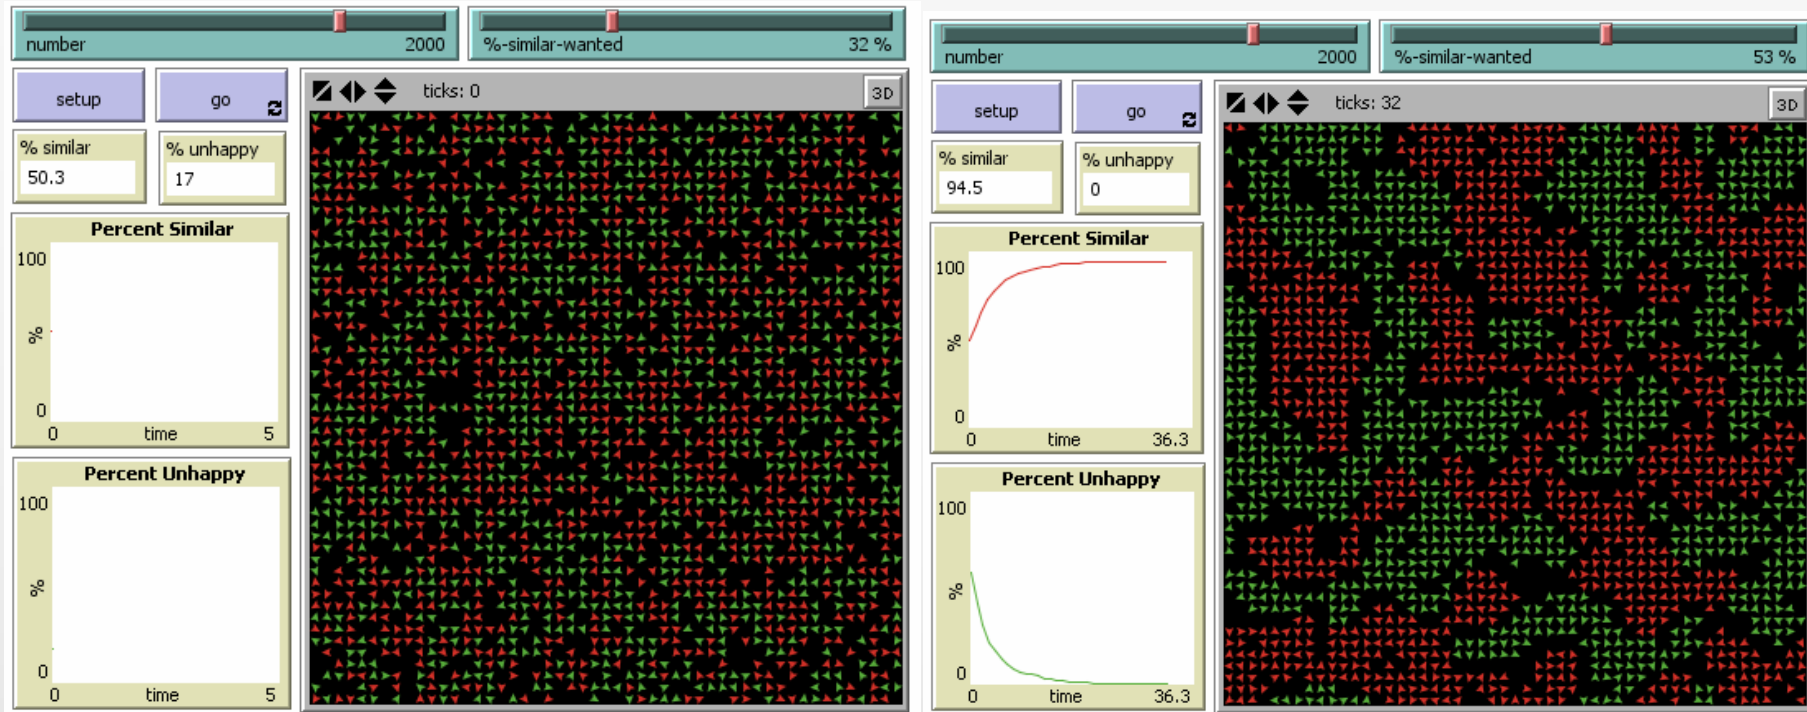 number 2000
%-similar-wanted 32 %
setup
go
ticks: 0
3D
% similar
50.3
% unhappy
17
Percent Similar
100
%
0
0 time 5
Percent Unhappy
100
%
0
0 time 5
number 2000
%-similar-wanted 53 %
setup
go
ticks: 32
3D
% similar
94.5
% unhappy
0
Percent Similar
100
%
0
0 time 36.3
Percent Unhappy
100
%
0
0 time 36.3